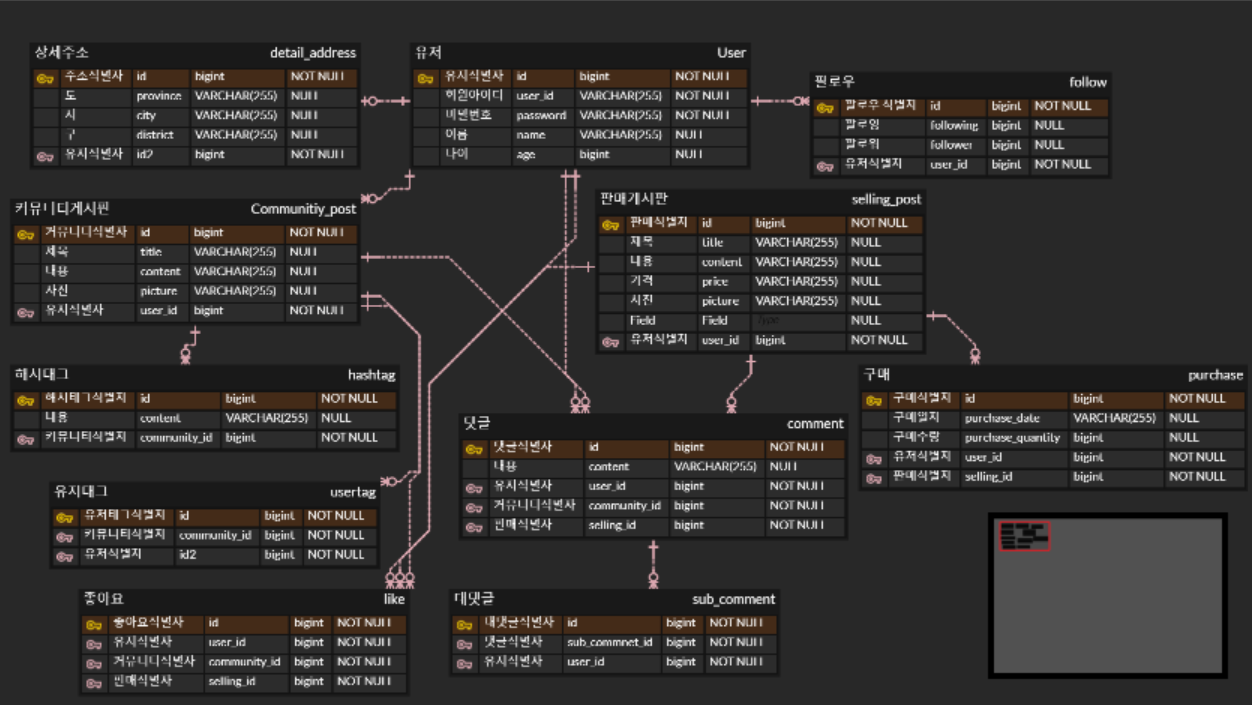 상세주소 detail_address
주소식별자 id bigint NOT NULL
도 province VARCHAR(255) NULL
시 city VARCHAR(255) NULL
구 district VARCHAR(255) NULL
유저식별자 id2 bigint NOT NULL
유저 User
유저식별자 id bigint NOT NULL
회원아이디 user_id VARCHAR(255) NOT NULL
비밀번호 password VARCHAR(255) NOT NULL
이름 name VARCHAR(255) NULL
나이 age bigint NULL
팔로우 follow
팔로우 식별자 id bigint NOT NULL
팔로잉 following bigint NULL
팔로워 follower bigint NULL
유저식별자 user_id bigint NOT NULL
커뮤니티게시판 Communitiy_post
커뮤니티식별자 id bigint NOT NULL
제목 title VARCHAR(255) NULL
내용 content VARCHAR(255) NULL
사진 picture VARCHAR(255) NULL
유저식별자 user_id bigint NOT NULL
판매게시판 selling_post
판매식별자 id bigint NOT NULL
제목 title VARCHAR(255) NULL
내용 content VARCHAR(255) NULL
가격 price VARCHAR(255) NULL
사진 picture VARCHAR(255) NULL
Field Field Type NULL
유저식별자 user_id bigint NOT NULL
해시태그 hashtag
해시태그식별자 id bigint NOT NULL
내용 content VARCHAR(255) NULL
커뮤니티식별자 community_id bigint NOT NULL
구매 purchase
구매식별자 id bigint NOT NULL
구매일자 purchase_date VARCHAR(255) NULL
구매수량 purchase_quantity bigint NULL
유저식별자 user_id bigint NOT NULL
판매식별자 selling_id bigint NOT NULL
댓글 comment
댓글식별자 id bigint NOT NULL
내용 content VARCHAR(255) NULL
유저식별자 user_id bigint NOT NULL
커뮤니티식별자 community_id bigint NOT NULL
판매식별자 selling_id bigint NOT NULL
유저태그 usertag
유저태그식별자 id bigint NOT NULL
커뮤니티식별자 community_id bigint NOT NULL
유저식별자 id2 bigint NOT NULL
좋아요 like
좋아요식별자 id bigint NOT NULL
유저식별자 user_id bigint NOT NULL
커뮤니티식별자 community_id bigint NOT NULL
판매식별자 selling_id bigint NOT NULL
대댓글 sub_comment
대댓글식별자 id bigint NOT NULL
댓글식별자 sub_commnet_id bigint NOT NULL
유저식별자 user_id bigint NOT NULL